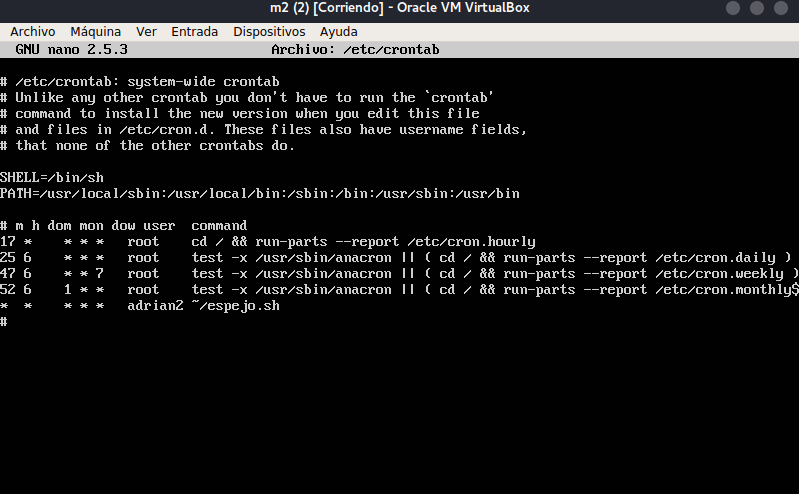 m2 (2) [Corriendo] - Oracle VM VirtualBox
Archivo Máquina Ver Entrada Dispositivos Ayuda
GNU nano 2.5.3 Archivo: /etc/crontab
# /etc/crontab: system-wide crontab
# Unlike any other crontab you don't have to run the `crontab'
# command to install the new version when you edit this file
# and files in /etc/cron.d. These files also have username fields,
# that none of the other crontabs do.
SHELL=/bin/sh
PATH=/usr/local/sbin:/usr/local/bin:/sbin:/bin:/usr/sbin:/usr/bin
# m h dom mon dow user  command
17 *    * * *   root    cd / && run-parts --report /etc/cron.hourly
25 6    * * *   root    test -x /usr/sbin/anacron || ( cd / && run-parts --report /etc/cron.daily )
47 6    * * 7   root    test -x /usr/sbin/anacron || ( cd / && run-parts --report /etc/cron.weekly )
52 6    1 * *   root    test -x /usr/sbin/anacron || ( cd / && run-parts --report /etc/cron.monthly$
*  *    * * *   adrian2 ~/espejo.sh
#